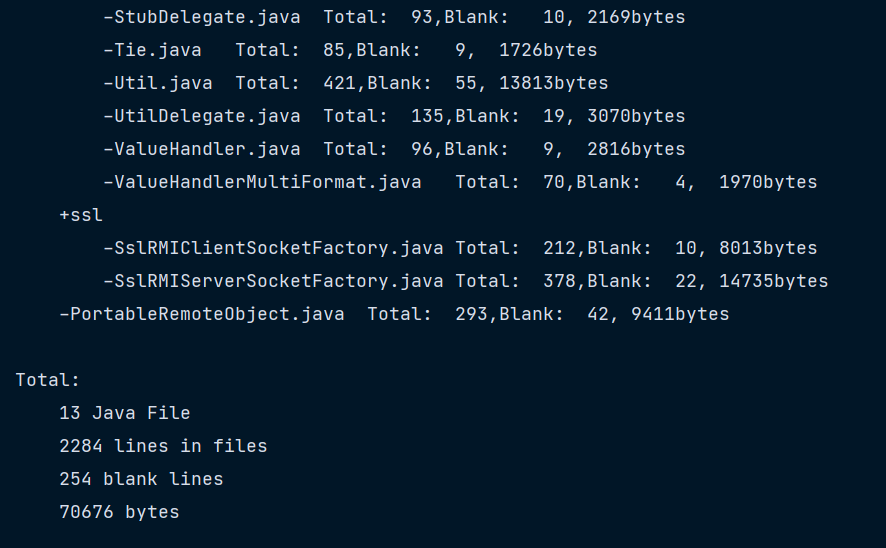 -StubDelegate.java  Total:  93,Blank:   10, 2169bytes
-Tie.java   Total:  85,Blank:   9,  1726bytes
-Util.java  Total:  421,Blank:  55, 13813bytes
-UtilDelegate.java  Total:  135,Blank:  19, 3070bytes
-ValueHandler.java  Total:  96,Blank:   9,  2816bytes
-ValueHandlerMultiFormat.java   Total:  70,Blank:   4,  1970bytes
+ssl
-SslRMIClientSocketFactory.java Total:  212,Blank:  10, 8013bytes
-SslRMIServerSocketFactory.java Total:  378,Blank:  22, 14735bytes
-PortableRemoteObject.java  Total:  293,Blank:  42, 9411bytes
Total:
13 Java File
2284 lines in files
254 blank lines
70676 bytes